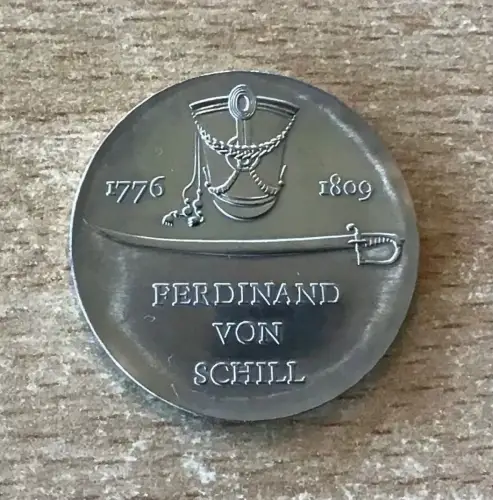 1776 1809
FERDINAND
VON
SCHILL